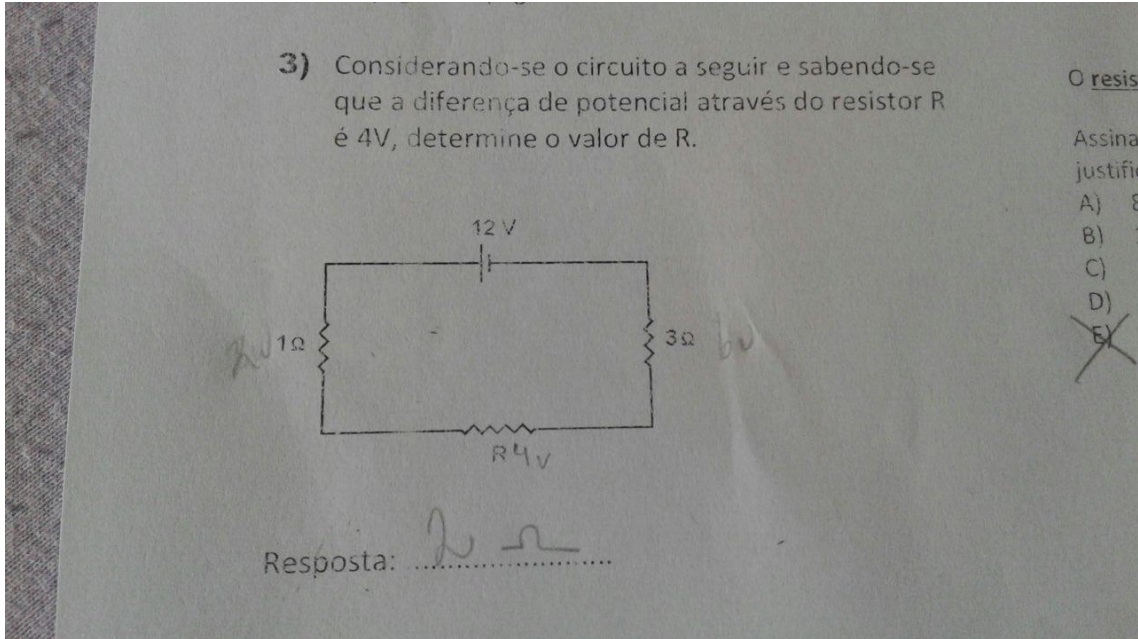 3) Considerando-se o circuito a seguir e sabendo-se
que a diferença de potencial através do resistor R
é 4V, determine o valor de R.
12 V
2v 1Ω
3Ω 6v
R 4v
Resposta: 2 Ω
O resis
Assina
justifi
A)
B)
C)
D)
E)